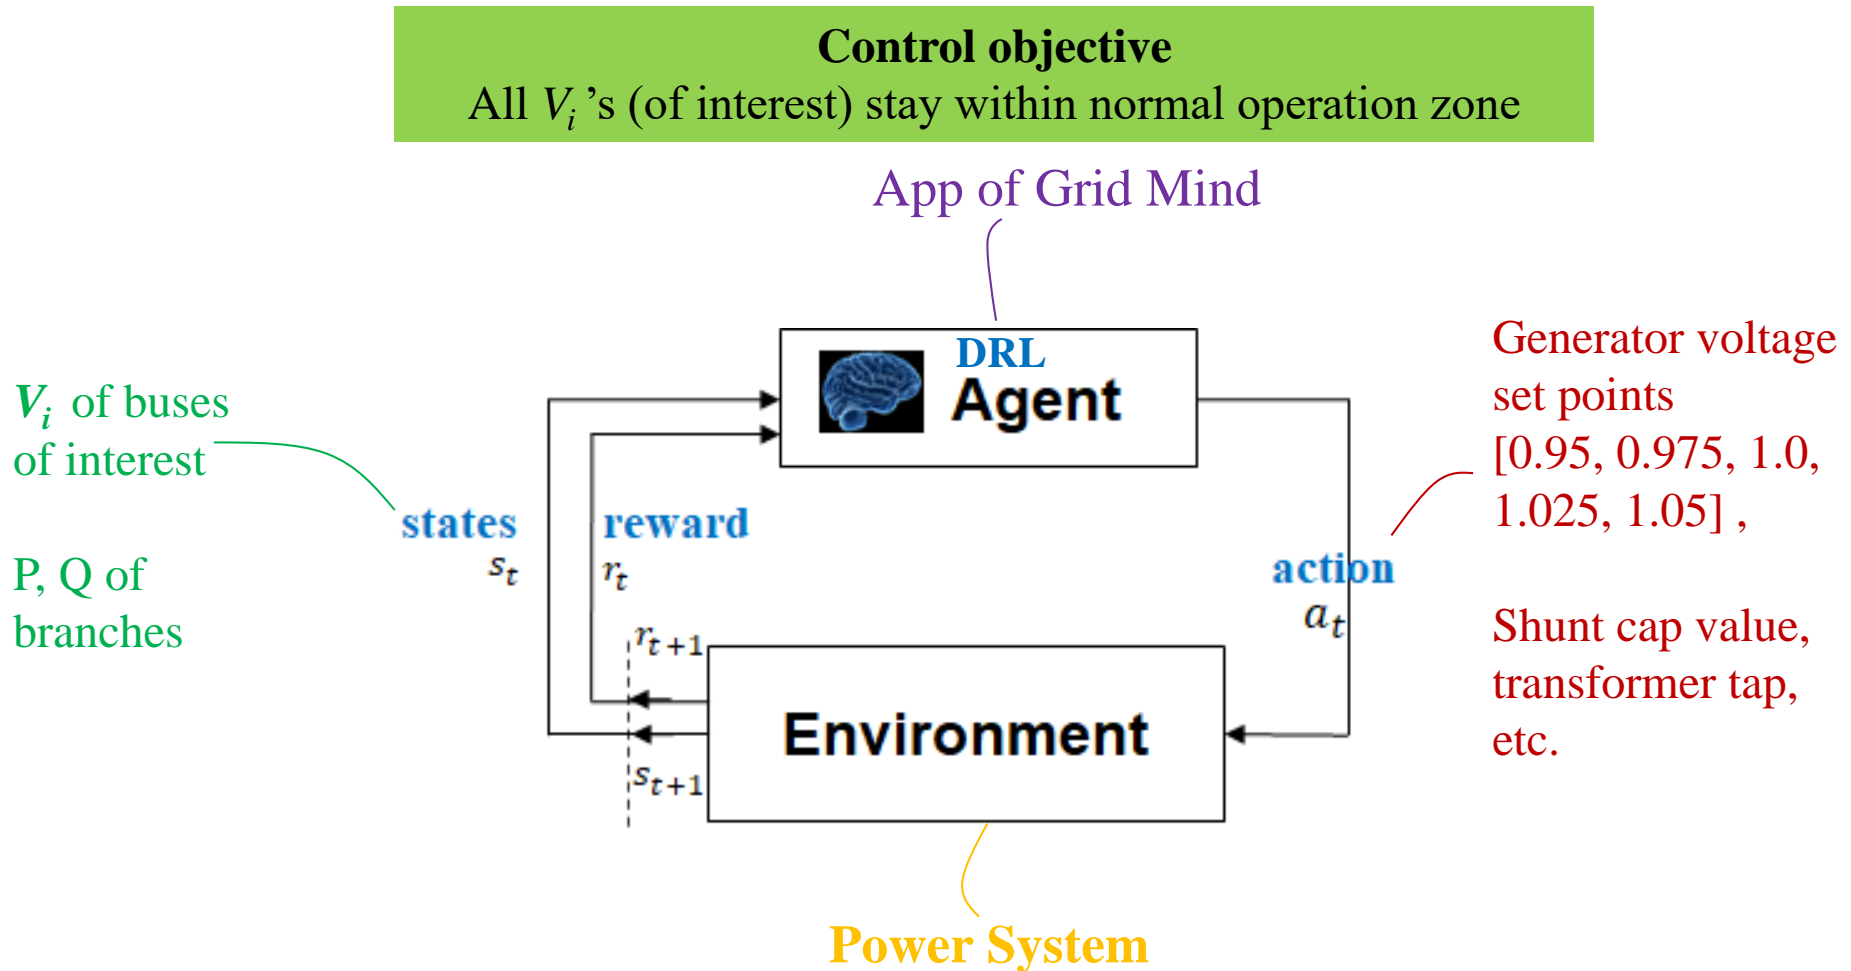 Control objective
All Vᵢ 's (of interest) stay within normal operation zone
App of Grid Mind
DRL
Agent
Vᵢ of buses
of interest
P, Q of
branches
states
sₜ
reward
rₜ
action
aₜ
Generator voltage
set points
[0.95, 0.975, 1.0,
1.025, 1.05] ,
Shunt cap value,
transformer tap,
etc.
rₜ₊₁
Environment
sₜ₊₁
Power System